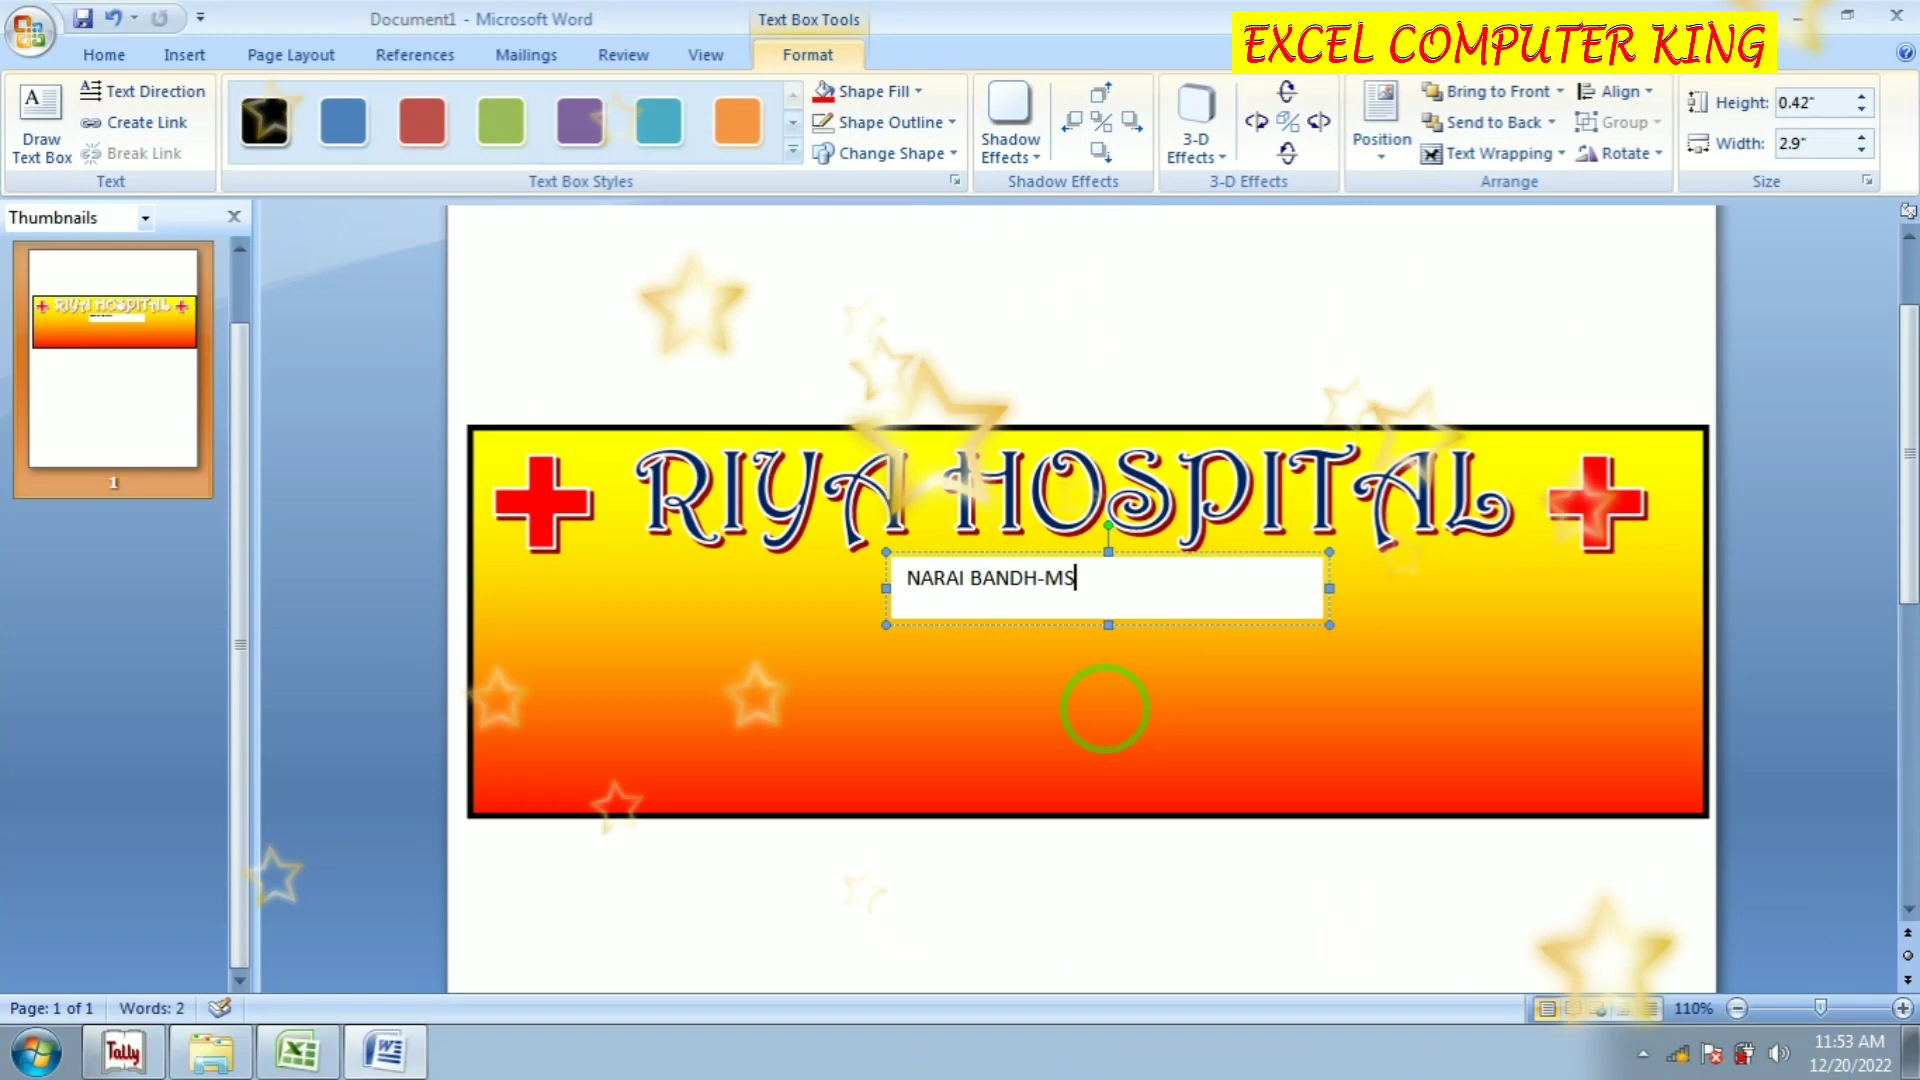 Document1 - Microsoft Word
Text Box Tools
EXCEL COMPUTER KING
Home Insert Page Layout References Mailings Review View Format
Draw Text Box
Text Direction
Create Link
Break Link
Text
Text Box Styles
Shape Fill
Shape Outline
Change Shape
Shadow Effects
Shadow Effects
3-D Effects
3-D Effects
Position
Bring to Front
Send to Back
Text Wrapping
Align
Group
Rotate
Arrange
Height: 0.42"
Width: 2.9"
Size
Thumbnails
RIYA HOSPITAL
1
RIYA HOSPITAL
NARAI BANDH-MS
Page: 1 of 1 Words: 2
110%
Tally
11:53 AM
12/20/2022